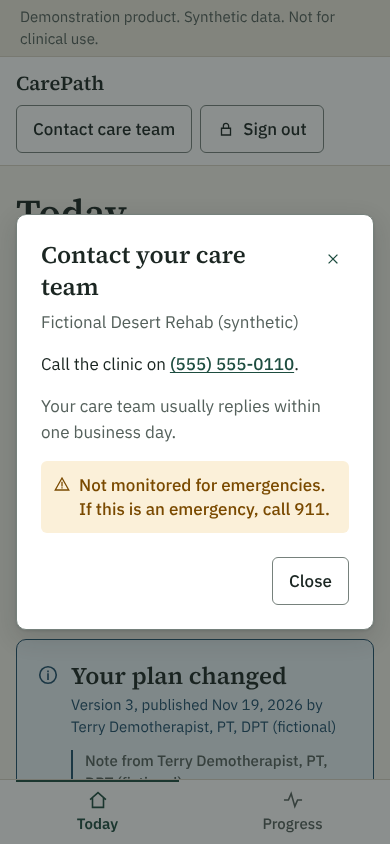 Demonstration product. Synthetic data. Not for
clinical use.
CarePath
Contact care team
Sign out
Today
Contact your care
team
Fictional Desert Rehab (synthetic)
Call the clinic on (555) 555-0110.
Your care team usually replies within
one business day.
Not monitored for emergencies.
If this is an emergency, call 911.
Close
Your plan changed
Version 3, published Nov 19, 2026 by
Terry Demotherapist, PT, DPT (fictional)
Note from Terry Demotherapist, PT,
DPT (fictional)
Today
Progress